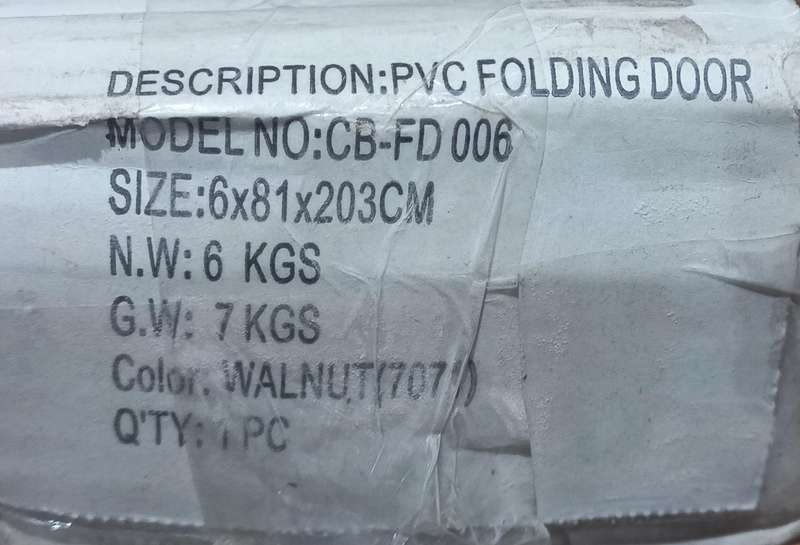 DESCRIPTION:PVC FOLDING DOOR
MODEL NO:CB-FD 006
SIZE:6x81x203CM
N.W: 6 KGS
G.W: 7 KGS
Color. WALNUT
Q'TY: 1 PC